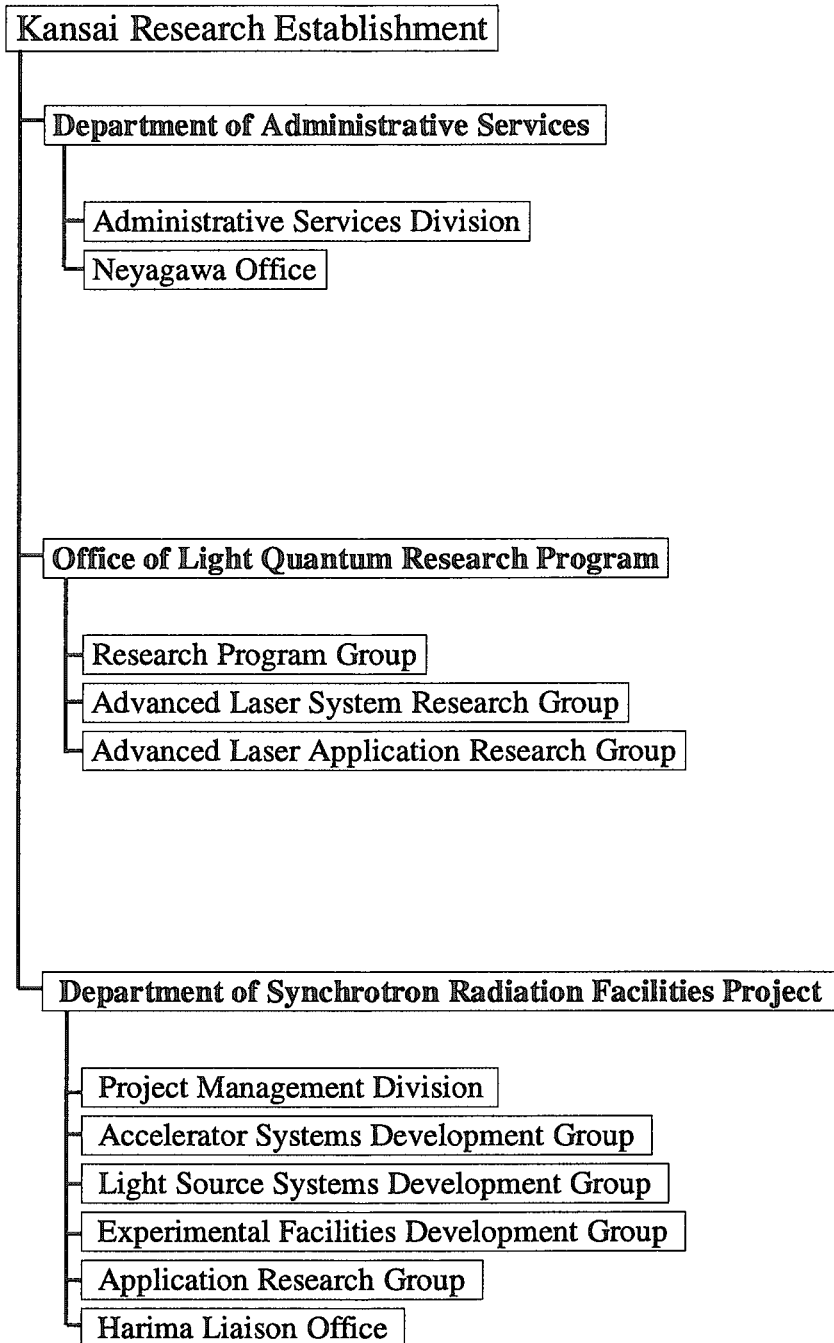 Kansai Research Establishment
Department of Administrative Services
Administrative Services Division
Neyagawa Office
Office of Light Quantum Research Program
Research Program Group
Advanced Laser System Research Group
Advanced Laser Application Research Group
Department of Synchrotron Radiation Facilities Project
Project Management Division
Accelerator Systems Development Group
Light Source Systems Development Group
Experimental Facilities Development Group
Application Research Group
Harima Liaison Office